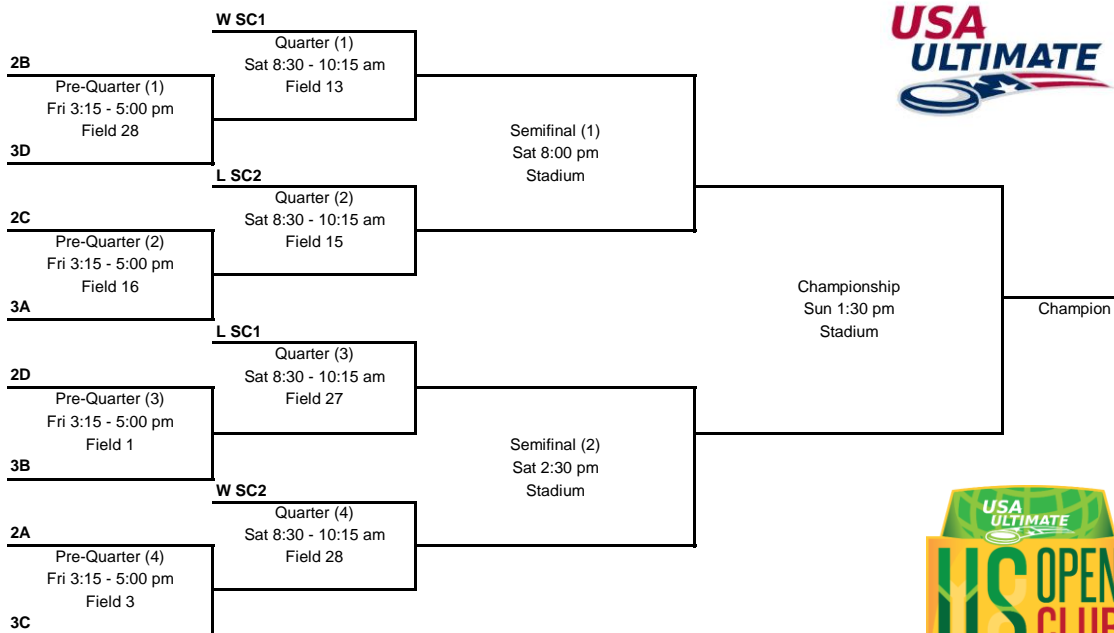 W SC1
Quarter (1)
Sat 8:30 - 10:15 am
Field 13
2B
Pre-Quarter (1)
Fri 3:15 - 5:00 pm
Field 28
3D
Semifinal (1)
Sat 8:00 pm
Stadium
L SC2
Quarter (2)
Sat 8:30 - 10:15 am
Field 15
2C
Pre-Quarter (2)
Fri 3:15 - 5:00 pm
Field 16
3A
Championship
Sun 1:30 pm
Stadium
Champion
L SC1
Quarter (3)
Sat 8:30 - 10:15 am
Field 27
2D
Pre-Quarter (3)
Fri 3:15 - 5:00 pm
Field 1
3B
Semifinal (2)
Sat 2:30 pm
Stadium
W SC2
Quarter (4)
Sat 8:30 - 10:15 am
Field 28
2A
Pre-Quarter (4)
Fri 3:15 - 5:00 pm
Field 3
3C
USA
ULTIMATE
USA
ULTIMATE
US OPEN
CLUB